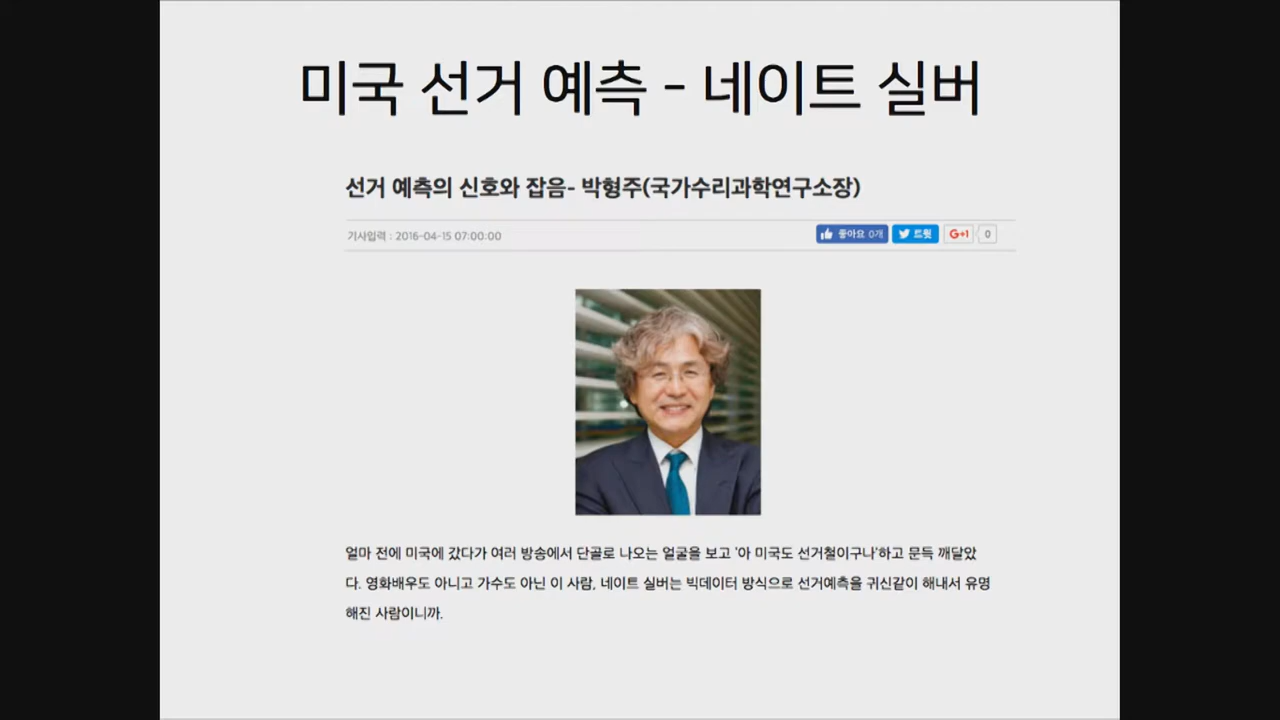 미국 선거 예측 - 네이트 실버
선거 예측의 신호와 잡음- 박형주(국가수리과학연구소장)
기사입력 : 2016-04-15 07:00:00 좋아요 0개 트윗 G+1 0
얼마 전에 미국에 갔다가 여러 방송에서 단골로 나오는 얼굴을 보고 '아 미국도 선거철이구나'하고 문득 깨달았
다. 영화배우도 아니고 가수도 아닌 이 사람, 네이트 실버는 빅데이터 방식으로 선거예측을 귀신같이 해내서 유명
해진 사람이니까.